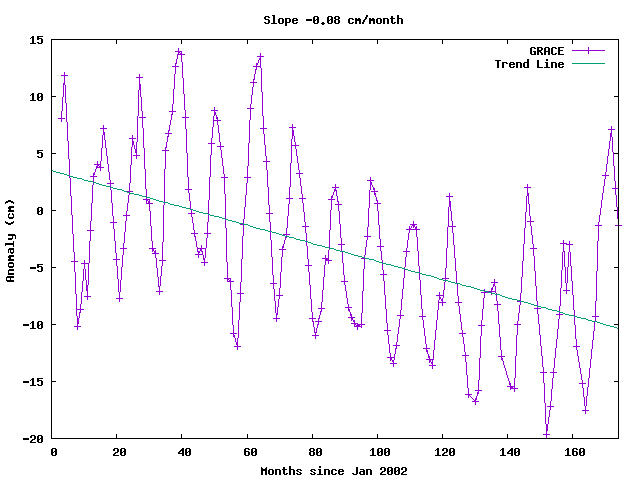 Slope -0.08 cm/month
GRACE
Trend Line
15
10
5
0
-5
-10
-15
-20
Anomaly (cm)
0 20 40 60 80 100 120 140 160
Months since Jan 2002